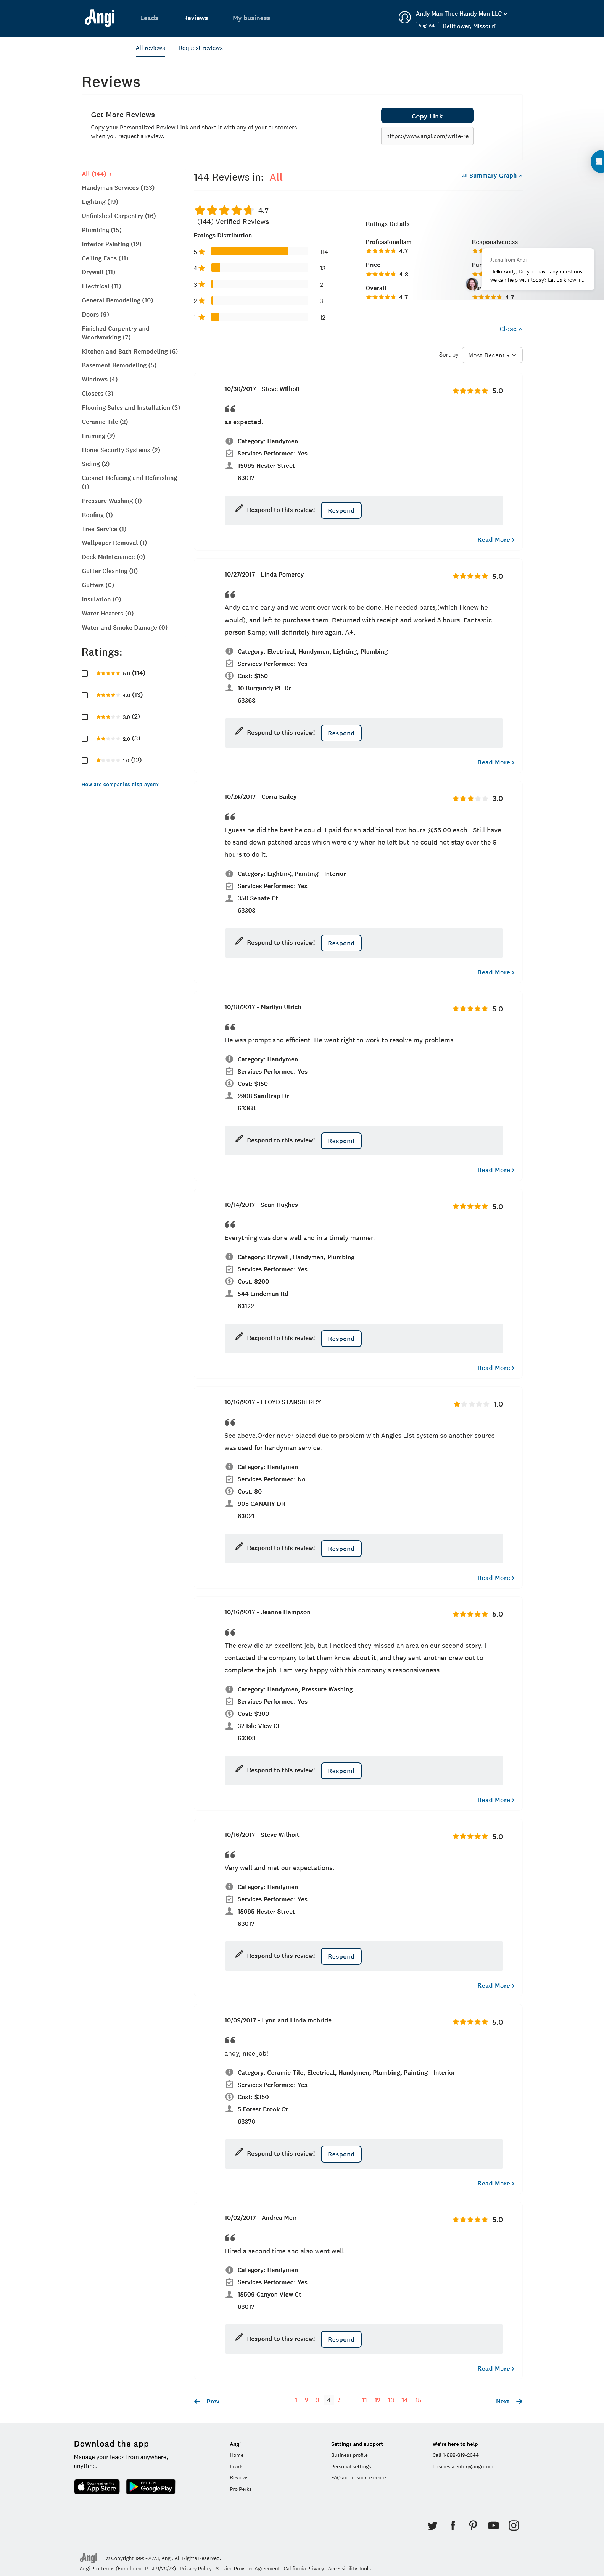 Angi
Leads
Reviews
My business
Andy Man Thee Handy Man LLC
Angi Ads
Bellflower, Missouri
All reviews
Request reviews
Reviews
Get More Reviews
Copy your Personalized Review Link and share it with any of your customers
when you request a review.
Copy Link
https://www.angi.com/write-re
All (144)
Handyman Services (133)
Lighting (19)
Unfinished Carpentry (16)
Plumbing (15)
Interior Painting (12)
Ceiling Fans (11)
Drywall (11)
Electrical (11)
General Remodeling (10)
Doors (9)
Finished Carpentry and
Woodworking (7)
Kitchen and Bath Remodeling (6)
Basement Remodeling (5)
Windows (4)
Closets (3)
Flooring Sales and Installation (3)
Ceramic Tile (2)
Framing (2)
Home Security Systems (2)
Siding (2)
Cabinet Refacing and Refinishing
(1)
Pressure Washing (1)
Roofing (1)
Tree Service (1)
Wallpaper Removal (1)
Deck Maintenance (0)
Gutter Cleaning (0)
Gutters (0)
Insulation (0)
Water Heaters (0)
Water and Smoke Damage (0)
Ratings:
5.0 (114)
4.0 (13)
3.0 (2)
2.0 (3)
1.0 (12)
How are companies displayed?
144 Reviews in: All
Summary Graph
4.7
(144) Verified Reviews
Ratings Distribution
5 114
4 13
3 2
2 3
1 12
Ratings Details
Professionalism
4.7
Responsiveness
Price
4.8
Overall
4.7
4.7
Hello Andy. Do you have any questions
we can help with today? Let us know in...
Close
Sort by
Most Recent
10/30/2017 - Steve Wilhoit
5.0
as expected.
Category: Handymen
Services Performed: Yes
15665 Hester Street
63017
Respond to this review!
Respond
Read More
10/27/2017 - Linda Pomeroy
5.0
Andy came early and we went over work to be done. He needed parts,(which I knew he
would), and left to purchase them. Returned with receipt and worked 3 hours. Fantastic
person &amp; will definitely hire again. A+.
Category: Electrical, Handymen, Lighting, Plumbing
Services Performed: Yes
Cost: $150
10 Burgundy Pl. Dr.
63368
Respond to this review!
Respond
Read More
10/24/2017 - Corra Bailey
3.0
I guess he did the best he could. I paid for an additional two hours @55.00 each.. Still have
to sand down patched areas which were dry when he left but he could not stay over the 6
hours to do it.
Category: Lighting, Painting - Interior
Services Performed: Yes
350 Senate Ct.
63303
Respond to this review!
Respond
Read More
10/18/2017 - Marilyn Ulrich
5.0
He was prompt and efficient. He went right to work to resolve my problems.
Category: Handymen
Services Performed: Yes
Cost: $150
2908 Sandtrap Dr
63368
Respond to this review!
Respond
Read More
10/14/2017 - Sean Hughes
5.0
Everything was done well and in a timely manner.
Category: Drywall, Handymen, Plumbing
Services Performed: Yes
Cost: $200
544 Lindeman Rd
63122
Respond to this review!
Respond
Read More
10/16/2017 - LLOYD STANSBERRY
1.0
See above.Order never placed due to problem with Angies List system so another source
was used for handyman service.
Category: Handymen
Services Performed: No
Cost: $0
905 CANARY DR
63021
Respond to this review!
Respond
Read More
10/16/2017 - Jeanne Hampson
5.0
The crew did an excellent job, but I noticed they missed an area on our second story. I
contacted the company to let them know about it, and they sent another crew out to
complete the job. I am very happy with this company's responsiveness.
Category: Handymen, Pressure Washing
Services Performed: Yes
Cost: $300
32 Isle View Ct
63303
Respond to this review!
Respond
Read More
10/16/2017 - Steve Wilhoit
5.0
Very well and met our expectations.
Category: Handymen
Services Performed: Yes
15665 Hester Street
63017
Respond to this review!
Respond
Read More
10/09/2017 - Lynn and Linda mcbride
5.0
andy, nice job!
Category: Ceramic Tile, Electrical, Handymen, Plumbing, Painting - Interior
Services Performed: Yes
Cost: $350
5 Forest Brook Ct.
63376
Respond to this review!
Respond
Read More
10/02/2017 - Andrea Meir
5.0
Hired a second time and also went well.
Category: Handymen
Services Performed: Yes
15509 Canyon View Ct
63017
Respond to this review!
Respond
Read More
Prev
1 2 3 4 5 ... 11 12 13 14 15
Next
Download the app
Manage your leads from anywhere,
anytime.
Download on the
App Store
GET IT ON
Google Play
Angi
Home
Leads
Reviews
Pro Perks
Settings and support
Business profile
Personal settings
FAQ and resource center
We're here to help
Call 1-888-819-2644
businesscenter@angi.com
Angi
© Copyright 1995-2023, Angi. All Rights Reserved.
Angi Pro Terms (Enrollment Post 9/26/23) Privacy Policy Service Provider Agreement California Privacy Accessibility Tools